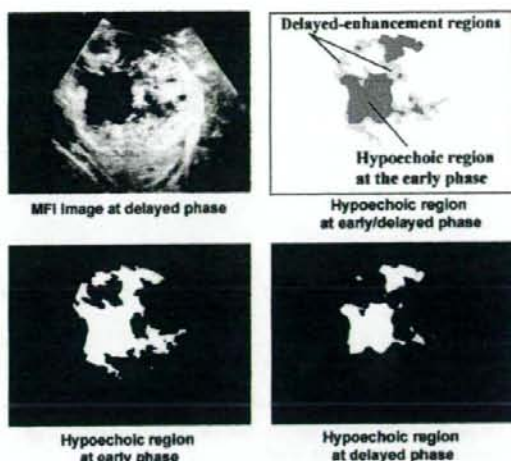 Delayed-enhancement regions
Hypoechoic region
at the early phase
MFI Image at delayed phase
Hypoechoic region
at early/delayed phase
Hypoechoic region
at early phase
Hypoechoic region
at delayed phase